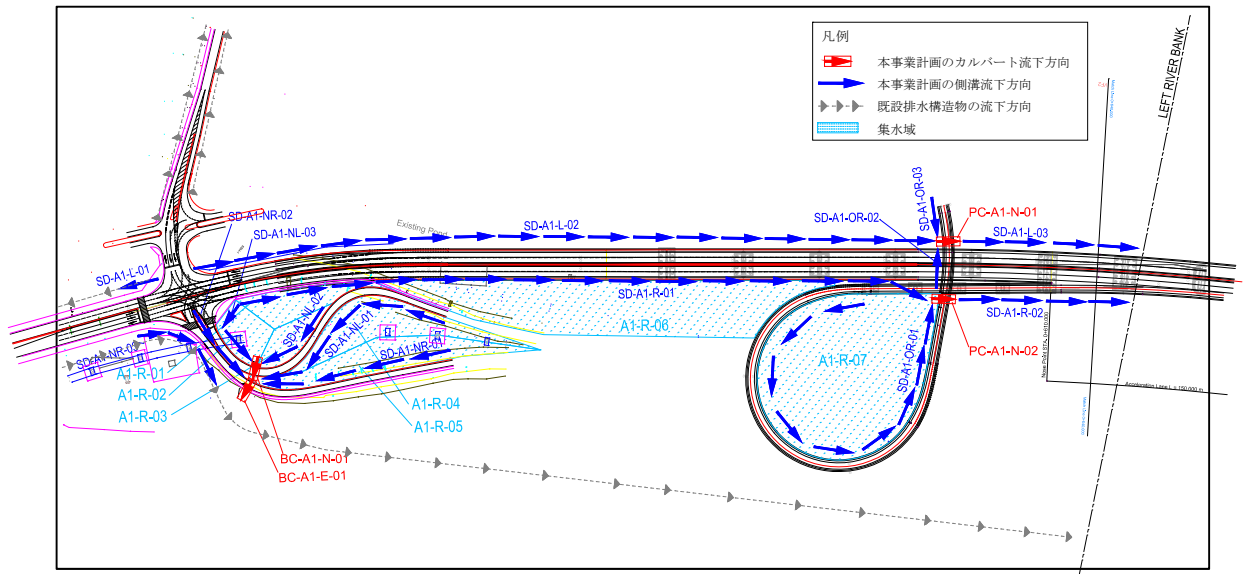 凡例
本事業計画のカルバート流下方向
本事業計画の側溝流下方向
既設排水構造物の流下方向
集水域
LEFT RIVER BANK
SD-A1-OR-03
SD-A1-OR-02
PC-A1-N-01
SD-A1-NR-02
SD-A1-NL-03
Existing Road
SD-A1-L-02
SD-A1-L-03
SD-A1-L-01
SD-A1-NL-02
SD-A1-R-01
SD-A1-R-02
SD-A1-NL-01
A1-R-06
SD-A1-NR-03
SD-A1-NR-01
A1-R-07
SD-A1-OR-01
PC-A1-N-02
A1-R-01
A1-R-02
A1-R-03
A1-R-04
A1-R-05
Acceleration Lane L = 150.000 m
BC-A1-N-01
BC-A1-E-01